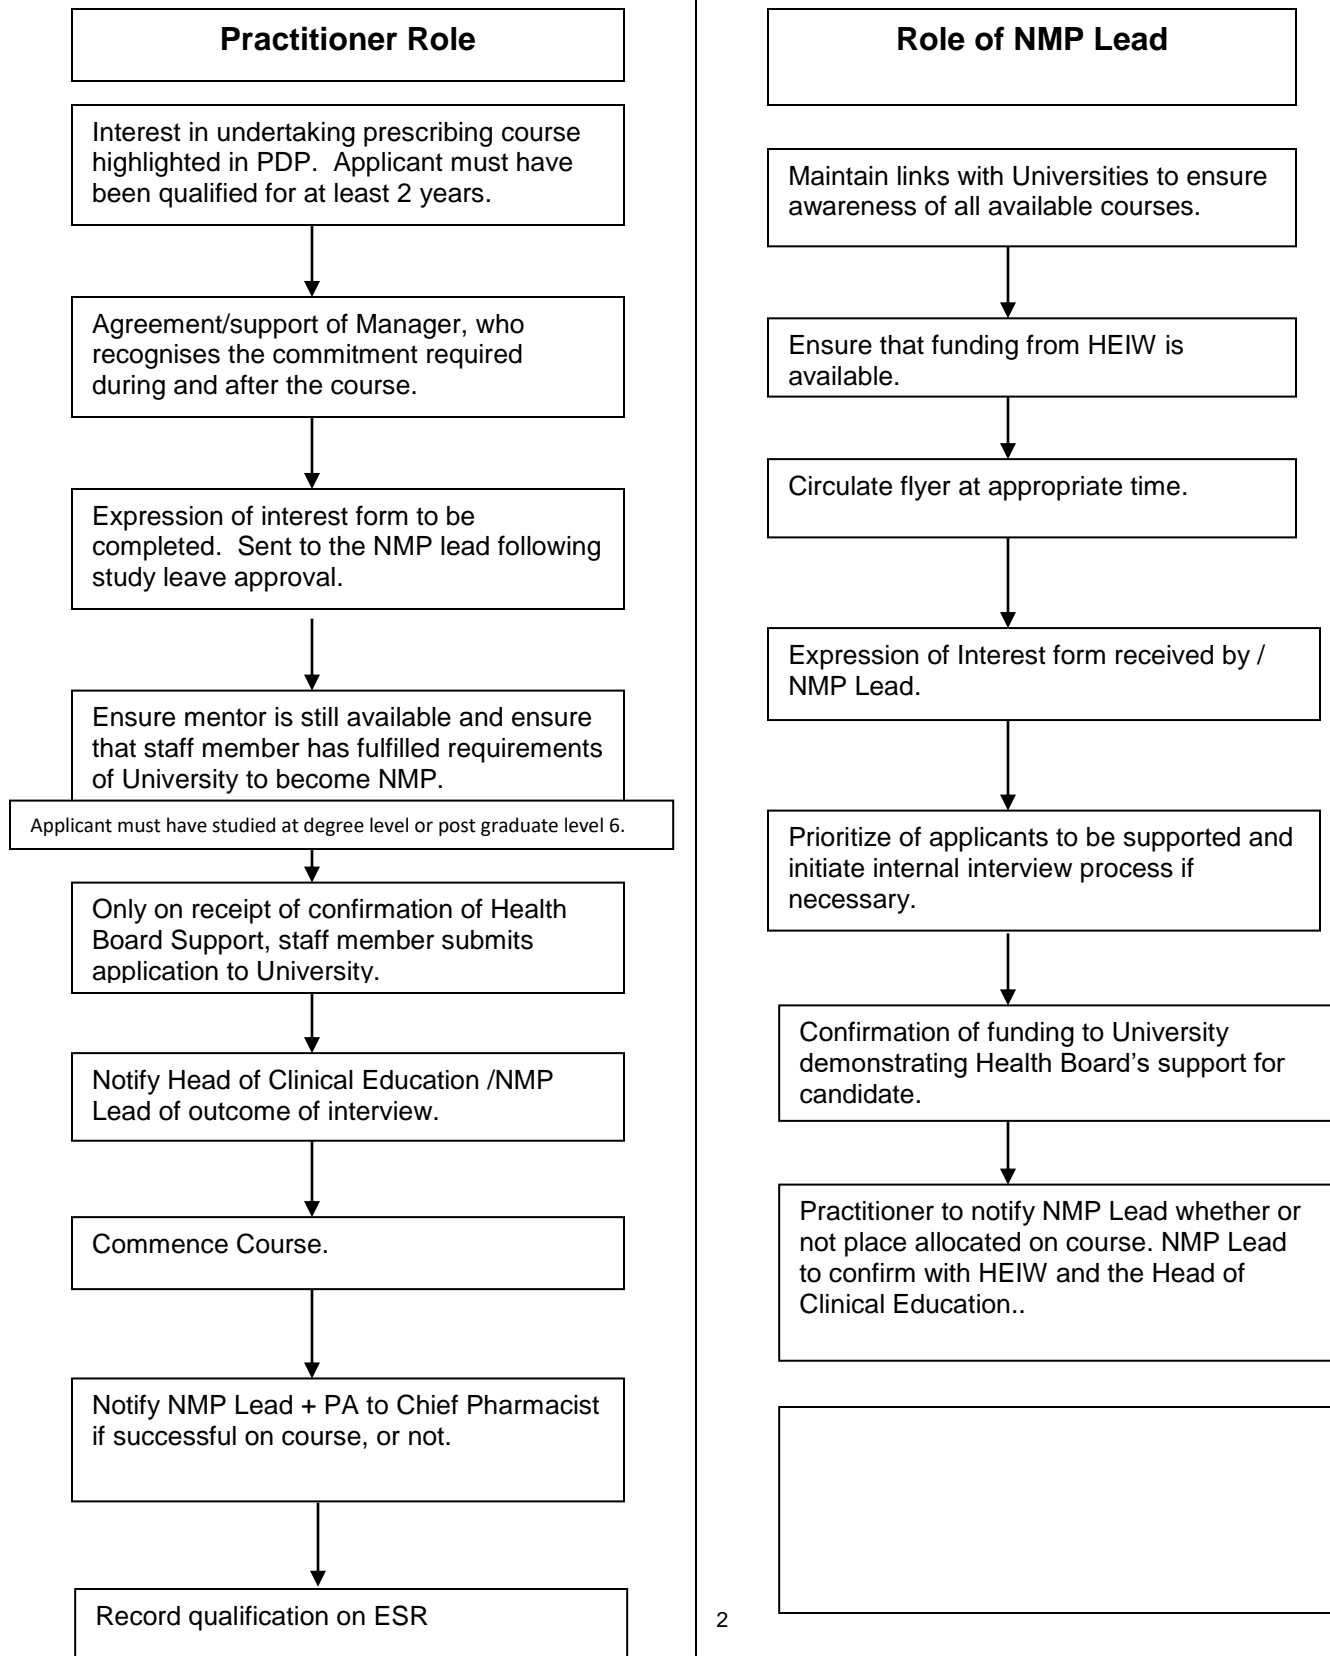 Practitioner Role
Interest in undertaking prescribing course
highlighted in PDP.  Applicant must have
been qualified for at least 2 years.
Agreement/support of Manager, who
recognises the commitment required
during and after the course.
Expression of interest form to be
completed.  Sent to the NMP lead following
study leave approval.
Ensure mentor is still available and ensure
that staff member has fulfilled requirements
of University to become NMP.
Applicant must have studied at degree level or post graduate level 6.
Only on receipt of confirmation of Health
Board Support, staff member submits
application to University.
Notify Head of Clinical Education /NMP
Lead of outcome of interview.
Commence Course.
Notify NMP Lead + PA to Chief Pharmacist
if successful on course, or not.
Record qualification on ESR
Role of NMP Lead
Maintain links with Universities to ensure
awareness of all available courses.
Ensure that funding from HEIW is
available.
Circulate flyer at appropriate time.
Expression of Interest form received by /
NMP Lead.
Prioritize of applicants to be supported and
initiate internal interview process if
necessary.
Confirmation of funding to University
demonstrating Health Board’s support for
candidate.
Practitioner to notify NMP Lead whether or
not place allocated on course. NMP Lead
to confirm with HEIW and the Head of
Clinical Education..
2